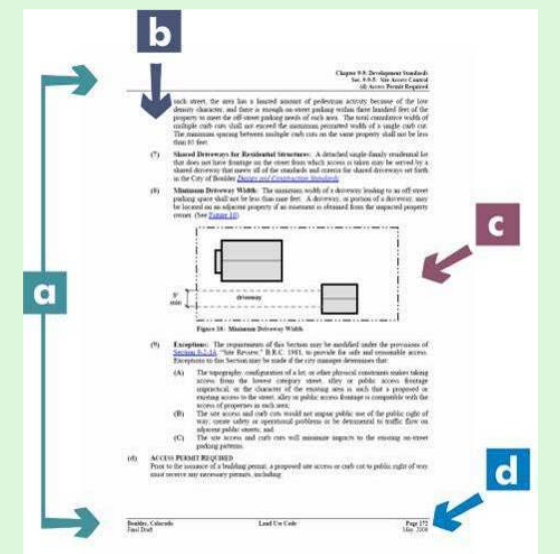 b
Chapter 9-9: Development Standards
Sec. 9-9-5: Site Access Control
(d) Access Permit Required
such street, the area has a limited amount of pedestrian activity because of the low
density character, and there is enough on-street parking within three hundred feet of the
property to meet the off-street parking needs of such area. The total cumulative width of
multiple curb cuts shall not exceed the maximum permitted width of a single curb cut.
The minimum spacing between multiple curb cuts on the same property shall not be less
than 65 feet.
(7) Shared Driveways for Residential Structures: A detached single-family residential lot
that does not have frontage on the street from which access is taken may be served by a
shared driveway that meets all of the standards and criteria for shared driveways set forth
in the City of Boulder Design and Construction Standards.
(8) Minimum Driveway Width: The minimum width of a driveway leading to an off-street
parking space shall not be less than nine feet. A driveway, or portion of a driveway, may
be located on an adjacent property if an easement is obtained from the impacted property
owner. (See Figure 10)
c
a
9'
min
driveway
Figure 10: Minimum Driveway Width
(9) Exceptions: The requirements of this Section may be modified under the provisions of
Section 9-2-14, "Site Review," B.R.C. 1981, to provide for safe and reasonable access.
Exceptions to this Section may be made if the city manager determines that:
(A) The topography, configuration of a lot, or other physical constraints makes taking
access from the lowest category street, alley or public access frontage
impractical, or the character of the existing area is such that a proposed or
existing access to the street, alley or public access frontage is compatible with the
access of properties in such area;
(B) The site access and curb cuts would not impair public use of the public right of
way; create safety or operational problems or be detrimental to traffic flow on
adjacent public streets; and
(C) The site access and curb cuts will minimize impacts to the existing on-street
parking patterns.
(d) ACCESS PERMIT REQUIRED
Prior to the issuance of a building permit, a proposed site access or curb cut to public right of way
must receive any necessary permits, including:
d
Boulder, Colorado Land Use Code Page 172
Final Draft May, 2006